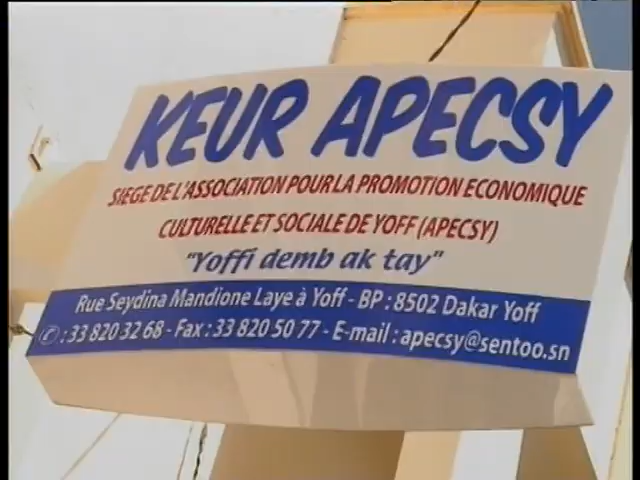 KEUR APECSY
SIEGE DE L'ASSOCIATION POUR LA PROMOTION ECONOMIQUE
CULTURELLE ET SOCIALE DE YOFF (APECSY)
"Yoffi demb ak tay"
Rue Seydina Mandione Laye à Yoff - BP : 8502 Dakar Yoff
✆ : 33 820 32 68 - Fax : 33 820 50 77 - E-mail : apecsy@sentoo.sn